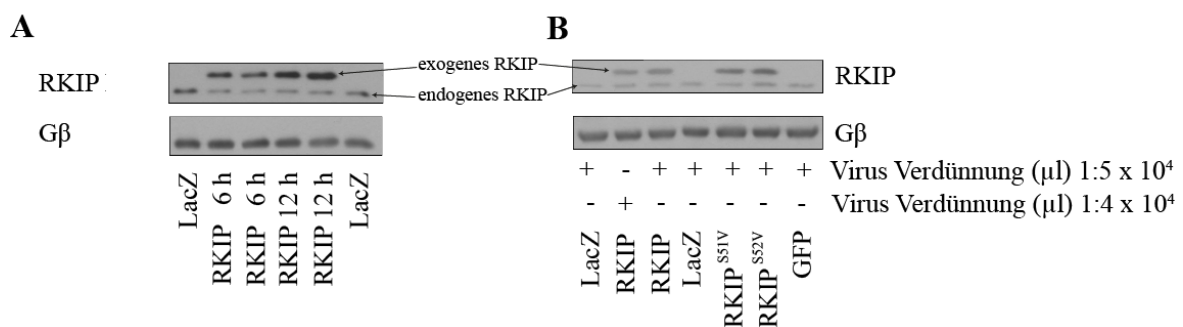 A
B
RKIP
exogenes RKIP
endogenes RKIP
RKIP
Gβ
Gβ
LacZ
RKIP 6 h
RKIP 6 h
RKIP 12 h
RKIP 12 h
LacZ
+ - + + + + + Virus Verdünnung (µl) 1:5 x 10⁴
- + - - - - - Virus Verdünnung (µl) 1:4 x 10⁴
LacZ
RKIP
RKIP
LacZ
RKIP S51V
RKIP S52V
GFP